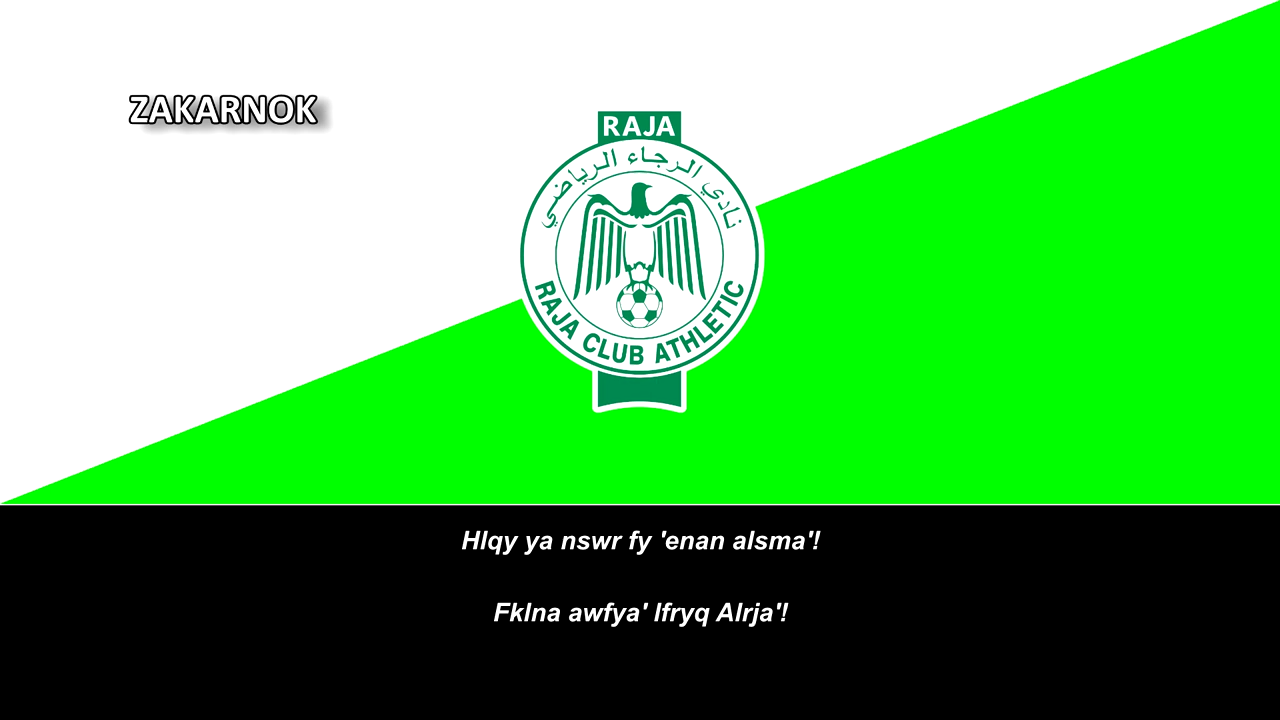 ZAKARNOK
RAJA
نادي الرجاء الرياضي
RAJA CLUB ATHLETIC
Hlqy ya nswr fy 'enan alsma'!
Fklna awfya' lfryq Alrja'!